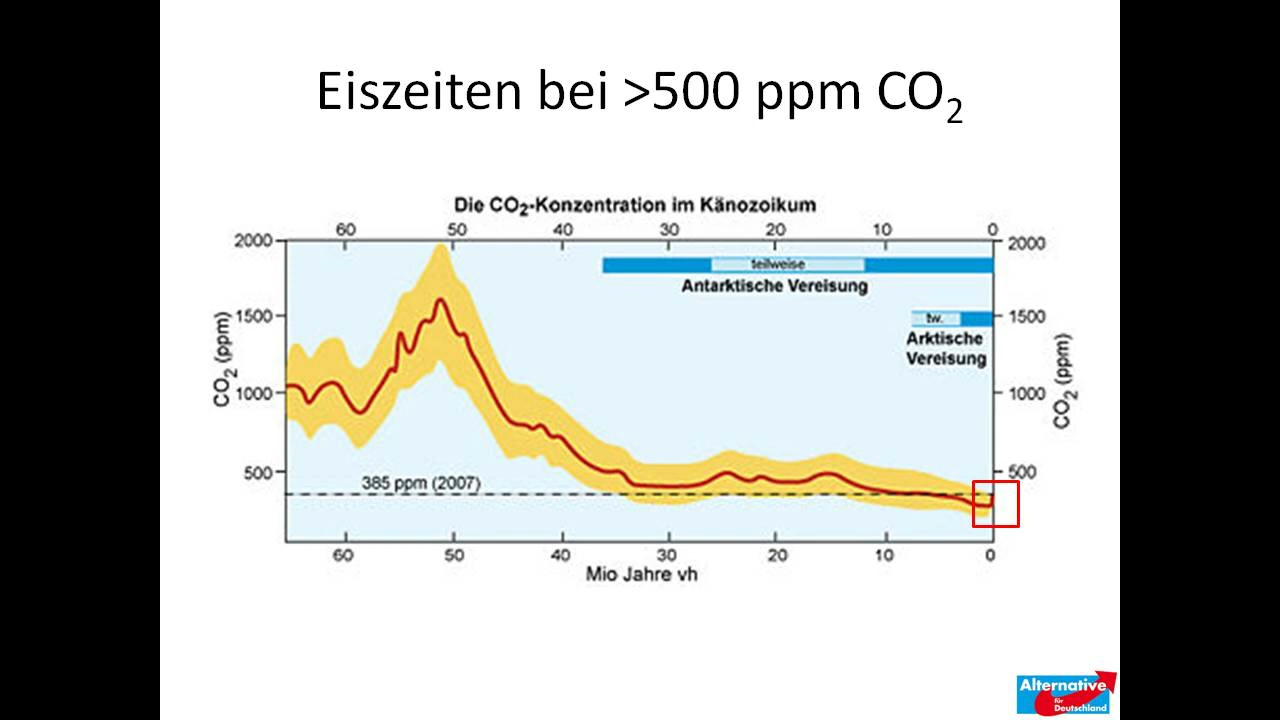 Eiszeiten bei >500 ppm CO₂
Die CO₂-Konzentration im Känozoikum
60 50 40 30 20 10 0
2000 2000
teilweise
Antarktische Vereisung
1500 tw. 1500
Arktische
Vereisung
CO₂ (ppm) CO₂ (ppm)
1000 1000
500 500
385 ppm (2007)
60 50 40 30 20 10 0
Mio Jahre vh
Alternative
für
Deutschland